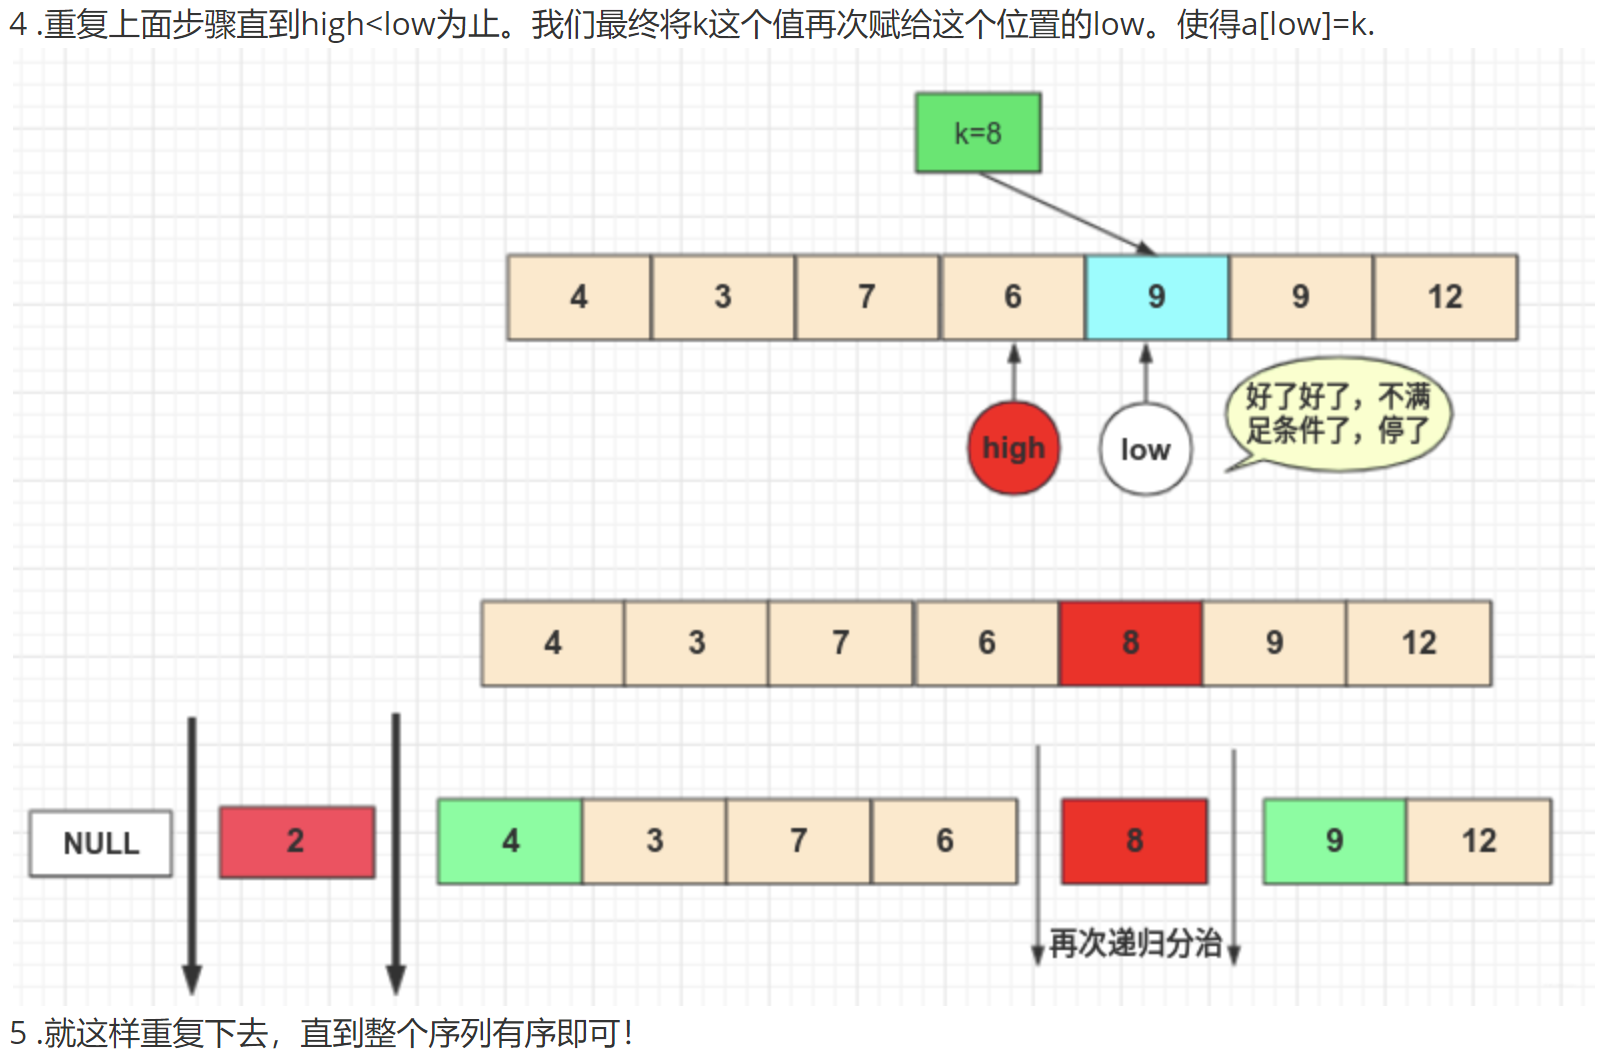 4 .重复上面步骤直到high<low为止。我们最终将k这个值再次赋给这个位置的low。使得a[low]=k.
k=8
4 3 7 6 9 9 12
high low
好了好了，不满
足条件了，停了
4 3 7 6 8 9 12
NULL 2 4 3 7 6 8 9 12
再次递归分治
5 .就这样重复下去，直到整个序列有序即可！